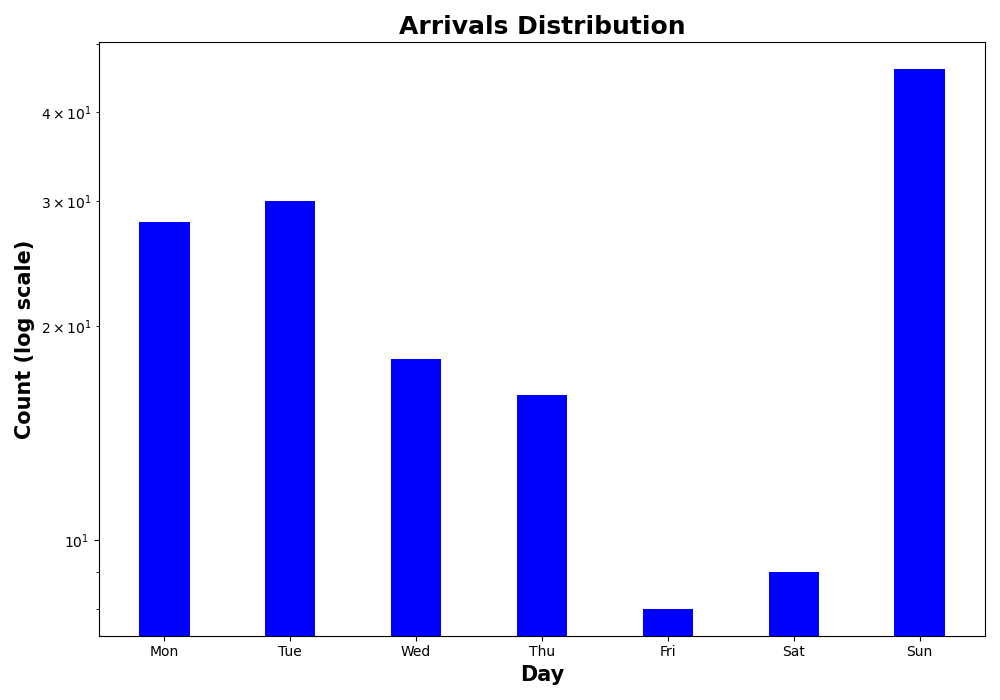 Arrivals Distribution
Count (log scale)
4 × 10¹
3 × 10¹
2 × 10¹
10¹
Mon Tue Wed Thu Fri Sat Sun
Day